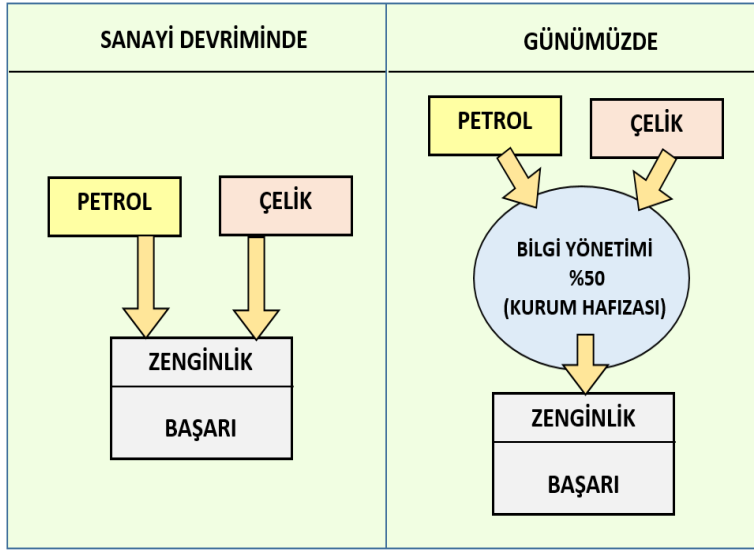 SANAYİ DEVRİMİNDE
PETROL
ÇELİK
ZENGİNLİK
BAŞARI
GÜNÜMÜZDE
PETROL
ÇELİK
BİLGİ YÖNETİMİ
%50
(KURUM HAFIZASI)
ZENGİNLİK
BAŞARI